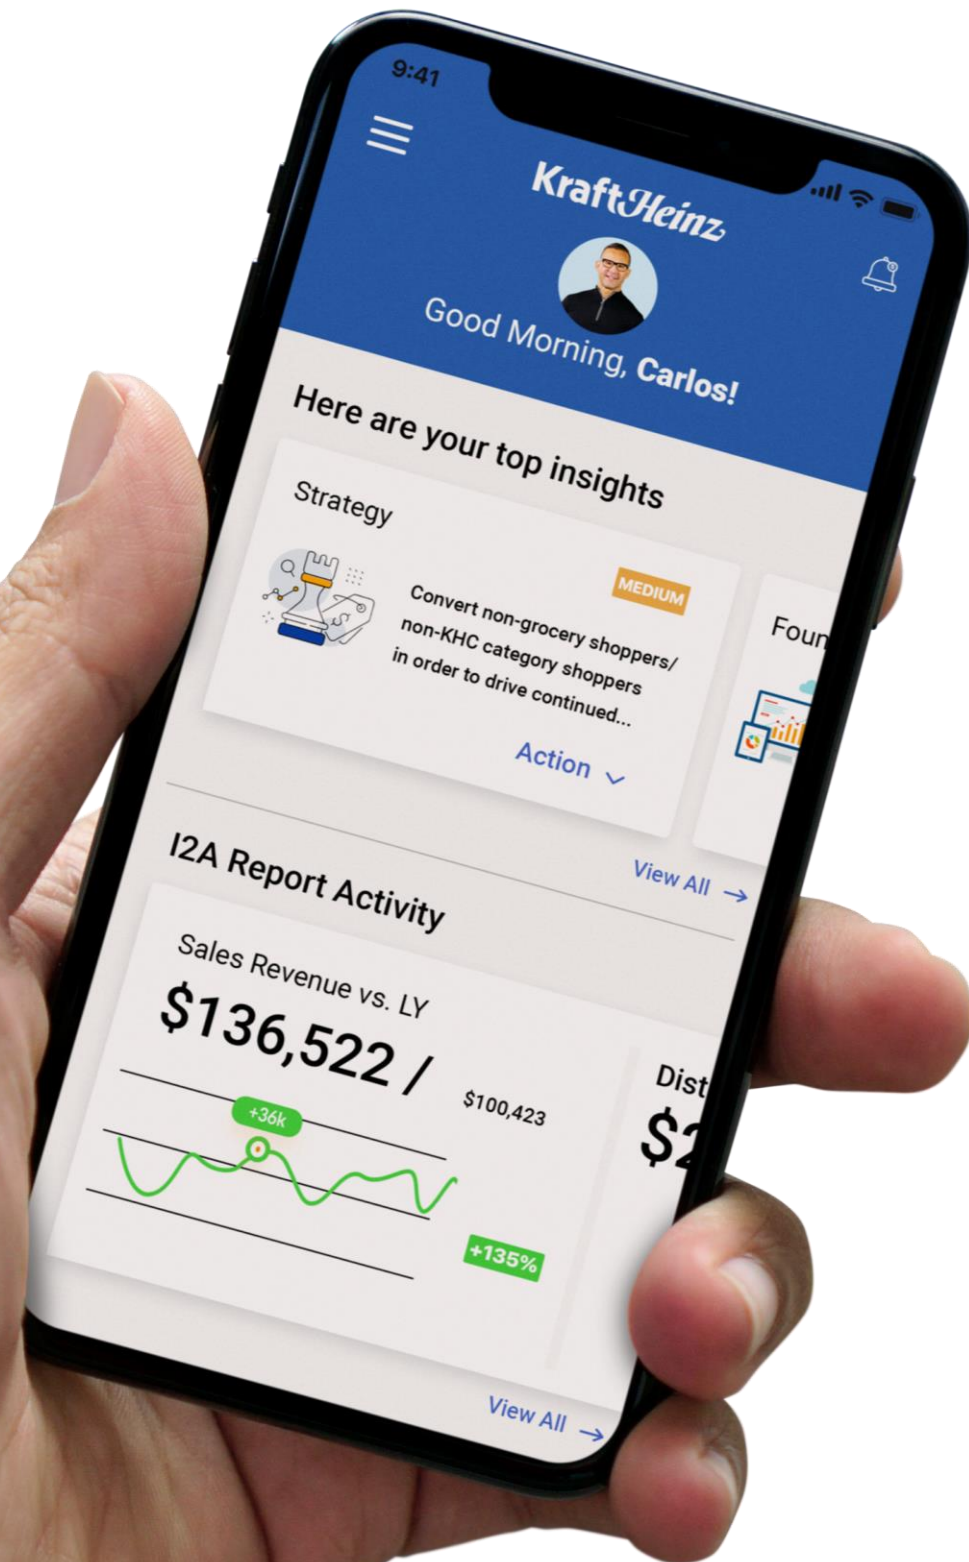 9:41
KraftHeinz
Good Morning, Carlos!
Here are your top insights
Strategy
MEDIUM
Convert non-grocery shoppers/
non-KHC category shoppers
in order to drive continued...
Action
Foun
View All →
I2A Report Activity
Sales Revenue vs. LY
$136,522 / $100,423
+36k
+135%
Dist
$2
View All →